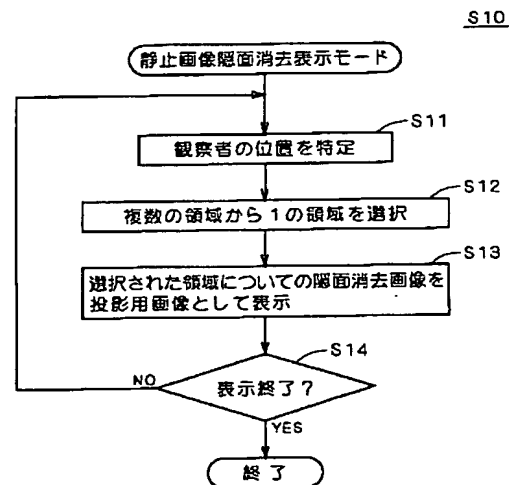 S10
静止画像隠面消去表示モード
S11
観察者の位置を特定
S12
複数の領域から1の領域を選択
S13
選択された領域についての隠面消去画像を
投影用画像として表示
S14
NO
表示終了?
YES
終了